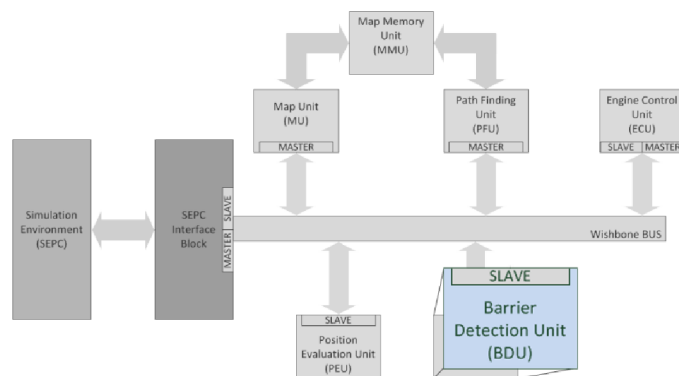 Map Memory
Unit
(MMU)
Map Unit
(MU)
MASTER
Path Finding
Unit
(PFU)
MASTER
Engine Control
Unit
(ECU)
SLAVE MASTER
Simulation
Environment
(SEPC)
SEPC
Interface
Block
SLAVE
MASTER
Wishbone BUS
SLAVE
Position
Evaluation Unit
(PEU)
SLAVE
Barrier
Detection Unit
(BDU)